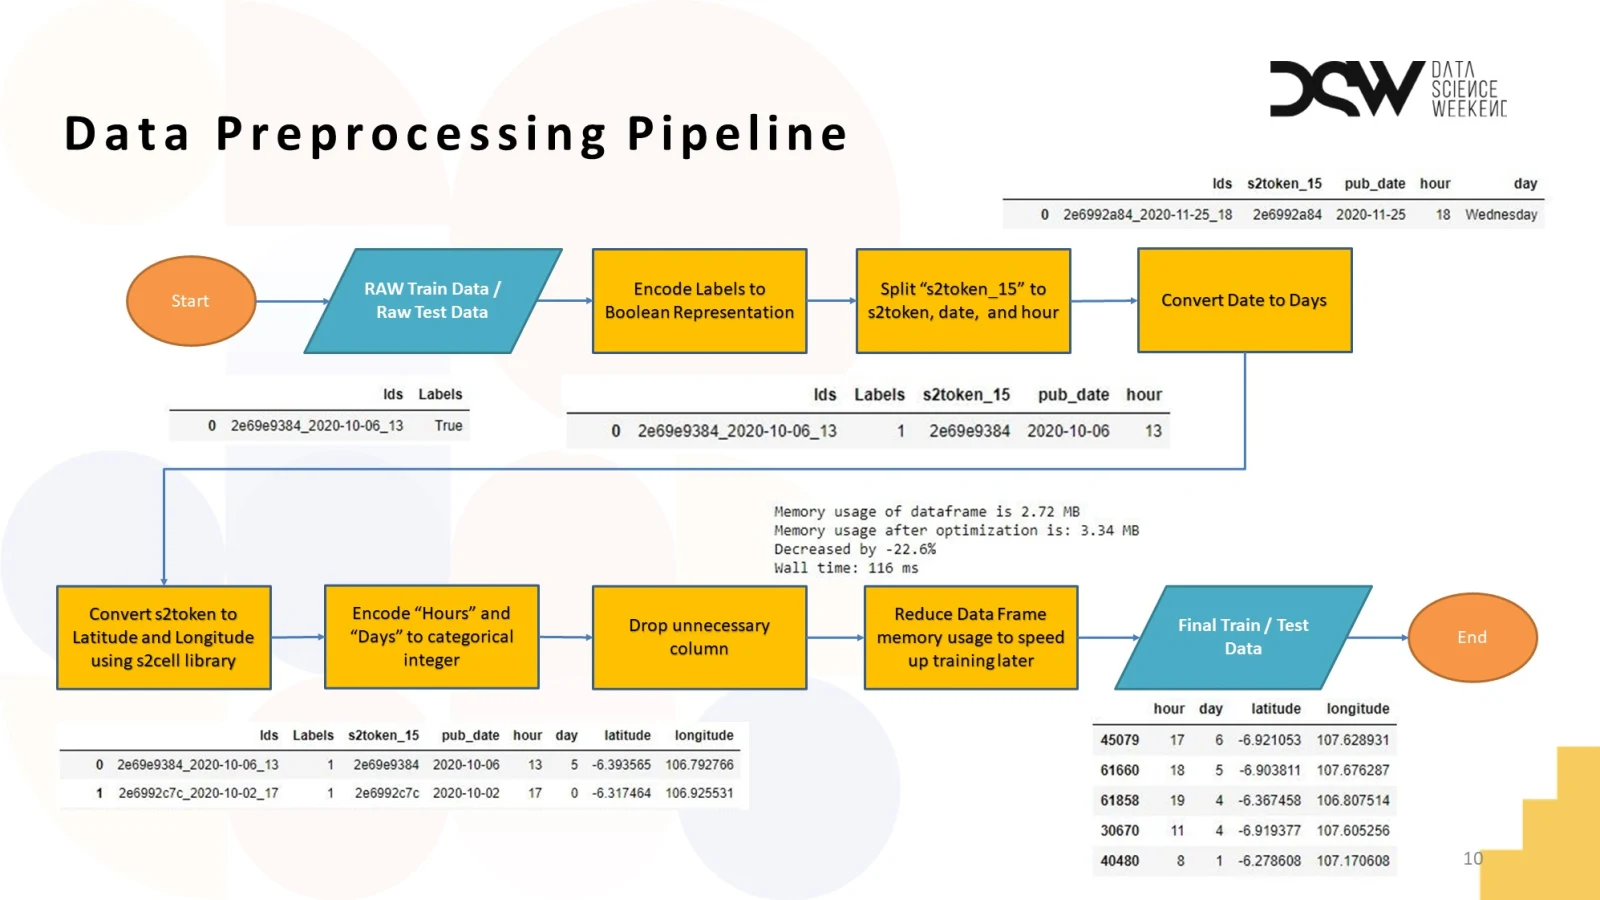 DSW DATA
SCIENCE
WEEKEND
Data Preprocessing Pipeline
Ids s2token_15 pub_date hour day
0 2e6992a84_2020-11-25_18 2e6992a84 2020-11-25 18 Wednesday
Start
RAW Train Data /
Raw Test Data
Encode Labels to
Boolean Representation
Split “s2token_15” to
s2token, date, and hour
Convert Date to Days
Ids Labels
0 2e69e9384_2020-10-06_13 True
Ids Labels s2token_15 pub_date hour
0 2e69e9384_2020-10-06_13 1 2e69e9384 2020-10-06 13
Memory usage of dataframe is 2.72 MB
Memory usage after optimization is: 3.34 MB
Decreased by -22.6%
Wall time: 116 ms
Convert s2token to
Latitude and Longitude
using s2cell library
Encode “Hours” and
“Days” to categorical
integer
Drop unnecessary
column
Reduce Data Frame
memory usage to speed
up training later
Final Train / Test
Data
End
Ids Labels s2token_15 pub_date hour day latitude longitude
0 2e69e9384_2020-10-06_13 1 2e69e9384 2020-10-06 13 5 -6.393565 106.792766
1 2e6992c7c_2020-10-02_17 1 2e6992c7c 2020-10-02 17 0 -6.317464 106.925531
hour day latitude longitude
45079 17 6 -6.921053 107.628931
61660 18 5 -6.903811 107.676287
61858 19 4 -6.367458 106.807514
30670 11 4 -6.919377 107.605256
40480 8 1 -6.278608 107.170608
10